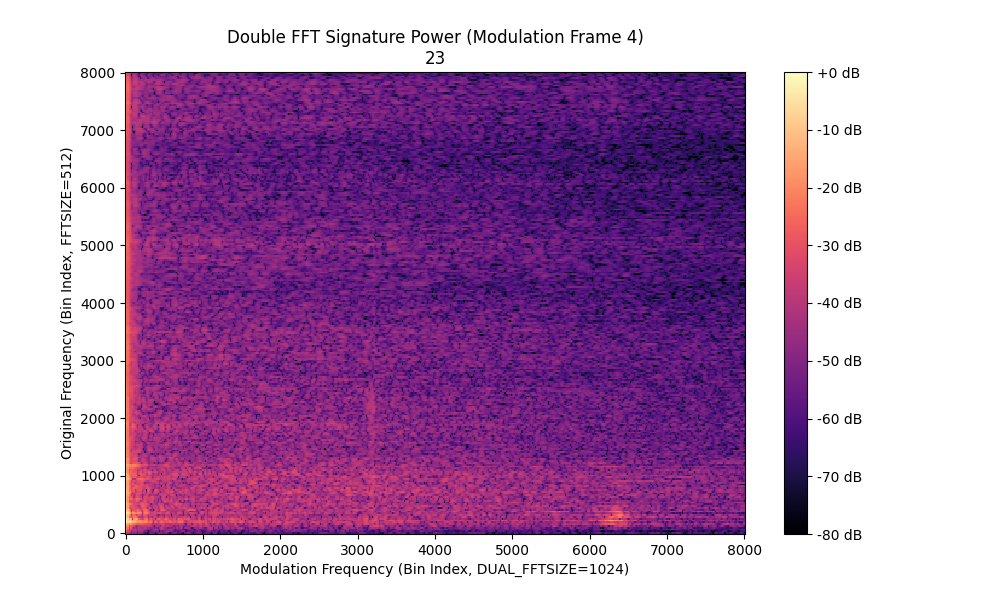 Double FFT Signature Power (Modulation Frame 4)
23
8000
7000
6000
5000
4000
3000
2000
1000
0
Original Frequency (Bin Index, FFTSIZE=512)
0 1000 2000 3000 4000 5000 6000 7000 8000
Modulation Frequency (Bin Index, DUAL_FFTSIZE=1024)
+0 dB
-10 dB
-20 dB
-30 dB
-40 dB
-50 dB
-60 dB
-70 dB
-80 dB